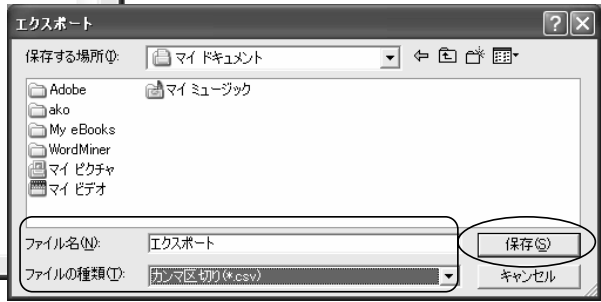 エクスポート
保存する場所(I): マイ ドキュメント
Adobe マイ ミュージック
ako
My eBooks
WordMiner
マイ ピクチャ
マイ ビデオ
ファイル名(N): エクスポート 保存(S)
ファイルの種類(T): カンマ区切り(*.csv) キャンセル